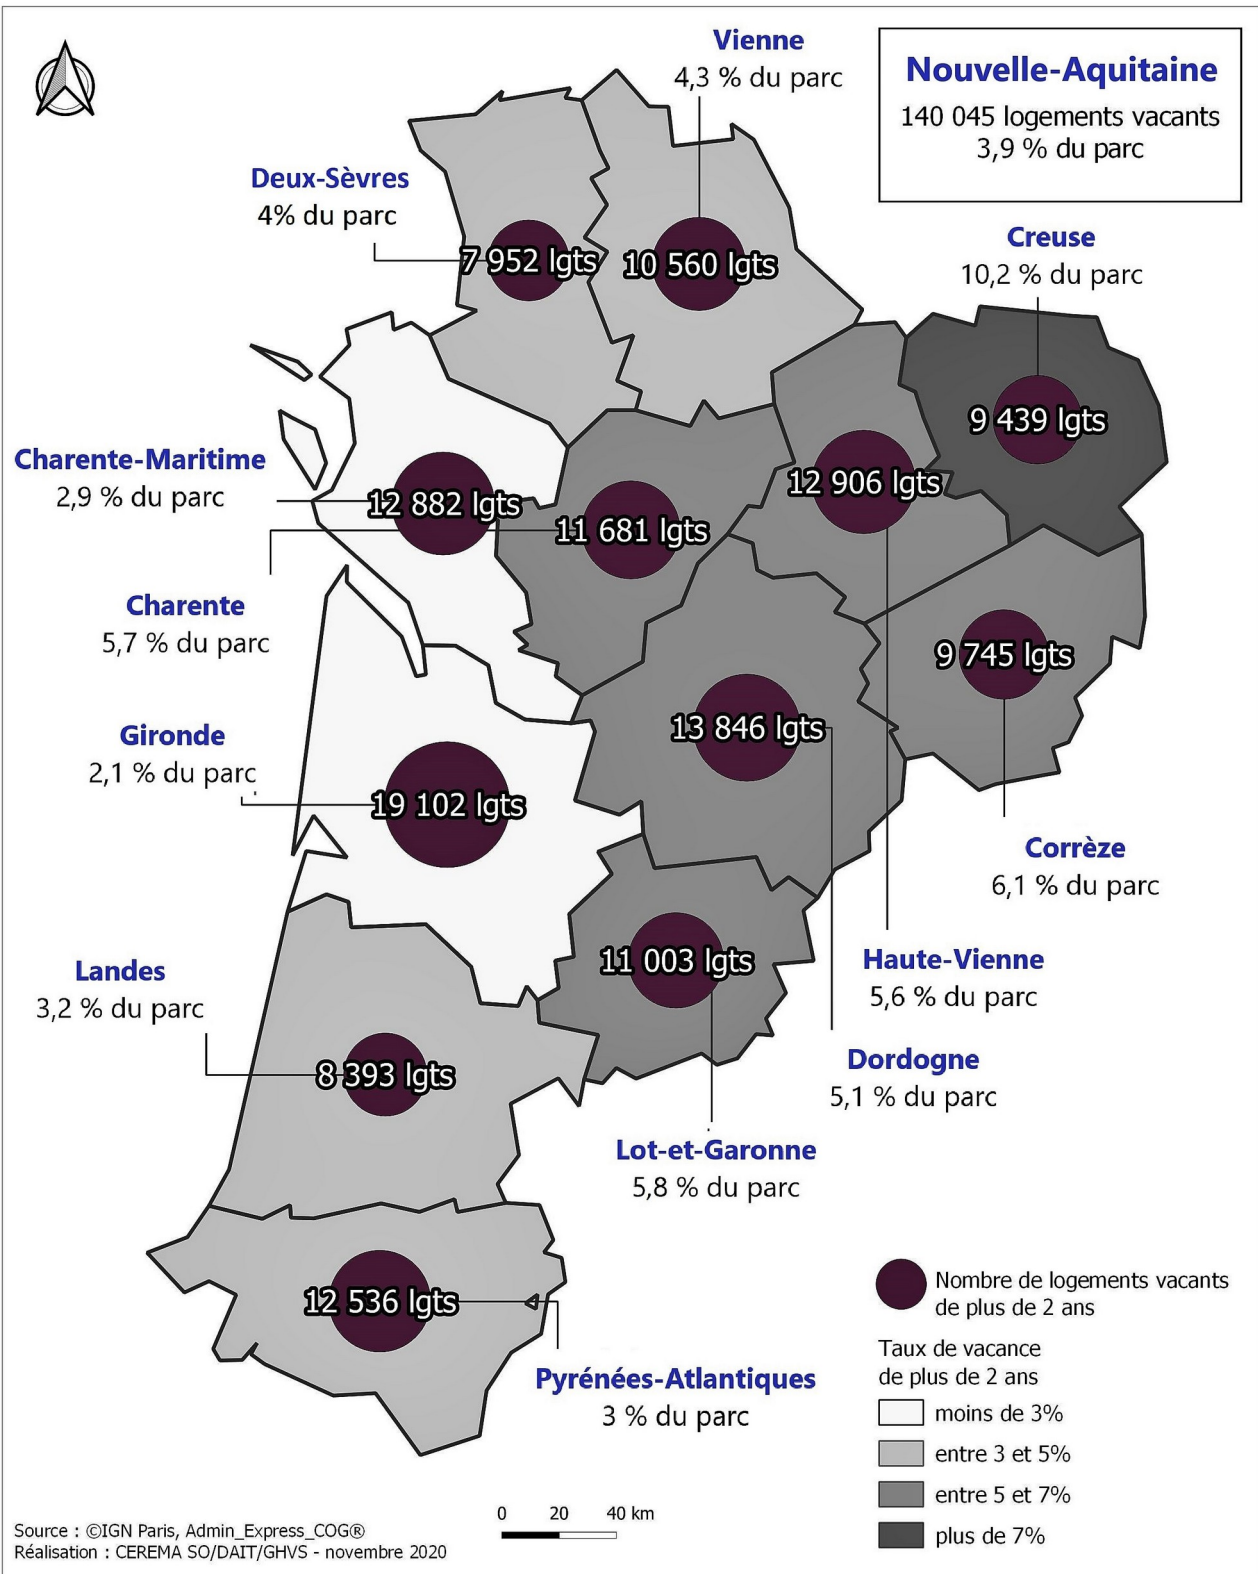 Vienne
4,3 % du parc
Nouvelle-Aquitaine
140 045 logements vacants
3,9 % du parc
Deux-Sèvres
4% du parc
7 952 lgts
10 560 lgts
Creuse
10,2 % du parc
9 439 lgts
Charente-Maritime
2,9 % du parc
12 882 lgts
11 681 lgts
12 906 lgts
Charente
5,7 % du parc
9 745 lgts
Gironde
2,1 % du parc
19 102 lgts
13 846 lgts
Corrèze
6,1 % du parc
11 003 lgts
Haute-Vienne
5,6 % du parc
Landes
3,2 % du parc
8 393 lgts
Dordogne
5,1 % du parc
Lot-et-Garonne
5,8 % du parc
12 536 lgts
Pyrénées-Atlantiques
3 % du parc
Nombre de logements vacants
de plus de 2 ans
Taux de vacance
de plus de 2 ans
moins de 3%
entre 3 et 5%
entre 5 et 7%
plus de 7%
0 20 40 km
Source : ©IGN Paris, Admin_Express_COG®
Réalisation : CEREMA SO/DAIT/GHVS - novembre 2020